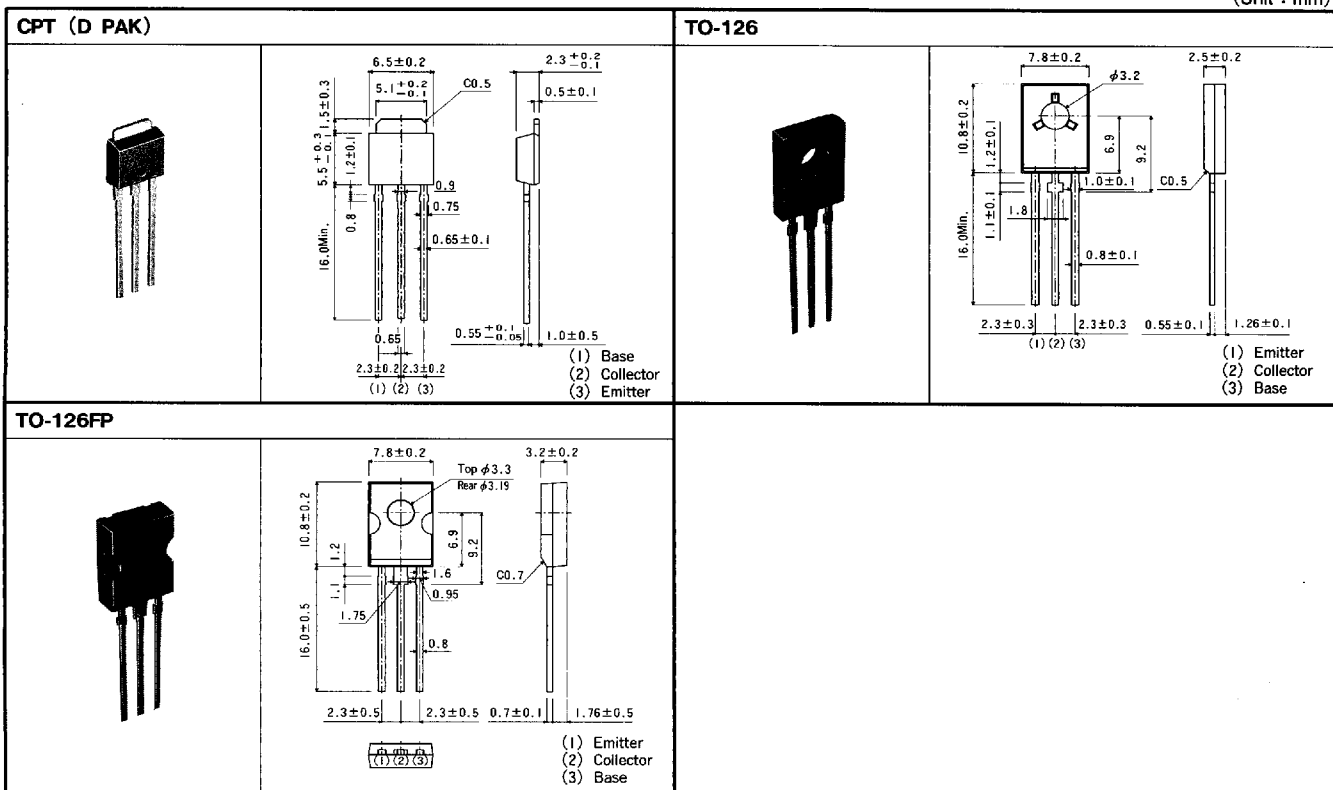 (Unit : mm)
CPT (D PAK)
6.5±0.2
5.1 +0.2 −0.1
C0.5
2.3 +0.2 −0.1
0.5±0.1
1.5±0.3
5.5 +0.3 −0.1
1.2±0.1
0.9
0.8
0.75
0.65±0.1
16.0Min.
0.65
0.55 +0.1 −0.05
1.0±0.5
2.3±0.2
2.3±0.2
(1) (2) (3)
(1) Base
(2) Collector
(3) Emitter
TO-126
7.8±0.2
2.5±0.2
φ3.2
10.8±0.2
1.2±0.1
6.9
9.2
C0.5
1.0±0.1
1.1±0.1
1.8
16.0Min.
0.8±0.1
2.3±0.3
2.3±0.3
0.55±0.1
1.26±0.1
(1) (2) (3)
(1) Emitter
(2) Collector
(3) Base
TO-126FP
7.8±0.2
3.2±0.2
Top φ3.3
Rear φ3.19
10.8±0.2
1.2
6.9
9.2
C0.7
1.6
1.1
0.95
1.75
16.0±0.5
0.8
2.3±0.5
2.3±0.5
0.7±0.1
1.76±0.5
(1) (2) (3)
(1) Emitter
(2) Collector
(3) Base